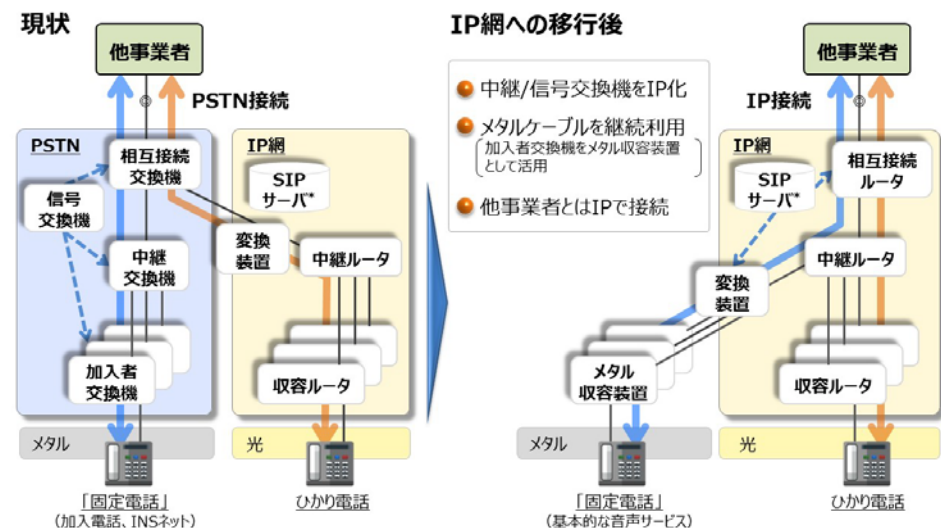 現状
他事業者
PSTN接続
PSTN
相互接続
交換機
信号
交換機
中継
交換機
加入者
交換機
IP網
SIP
サーバ*
変換
装置
中継ルータ
収容ルータ
メタル
光
「固定電話」
(加入電話、INSネット)
ひかり電話
IP網への移行後
中継/信号交換機をIP化
メタルケーブルを継続利用
加入者交換機をメタル収容装置
として活用
他事業者とはIPで接続
他事業者
IP接続
IP網
SIP
サーバ*
相互接続
ルータ
変換
装置
中継ルータ
メタル
収容装置
収容ルータ
メタル
光
「固定電話」
(基本的な音声サービス)
ひかり電話